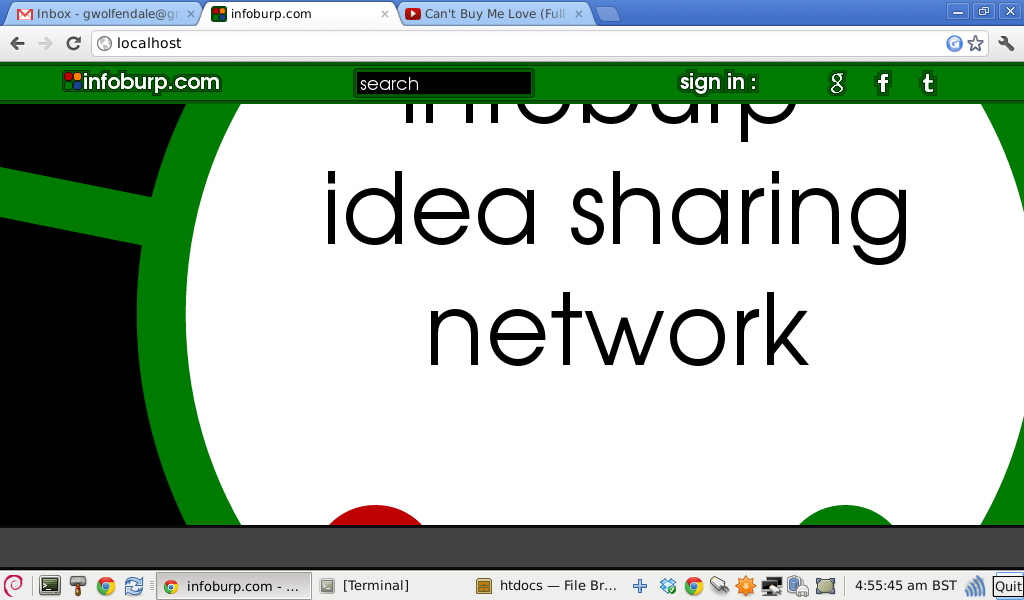 Inbox - gwolfendale@gr
infoburp.com
Can't Buy Me Love (Full
localhost
infoburp.com
search
sign in :
g
f
t
infoburp
idea sharing
network
infoburp.com - ...
[Terminal]
htdocs — File Br...
4:55:45 am BST
Quit